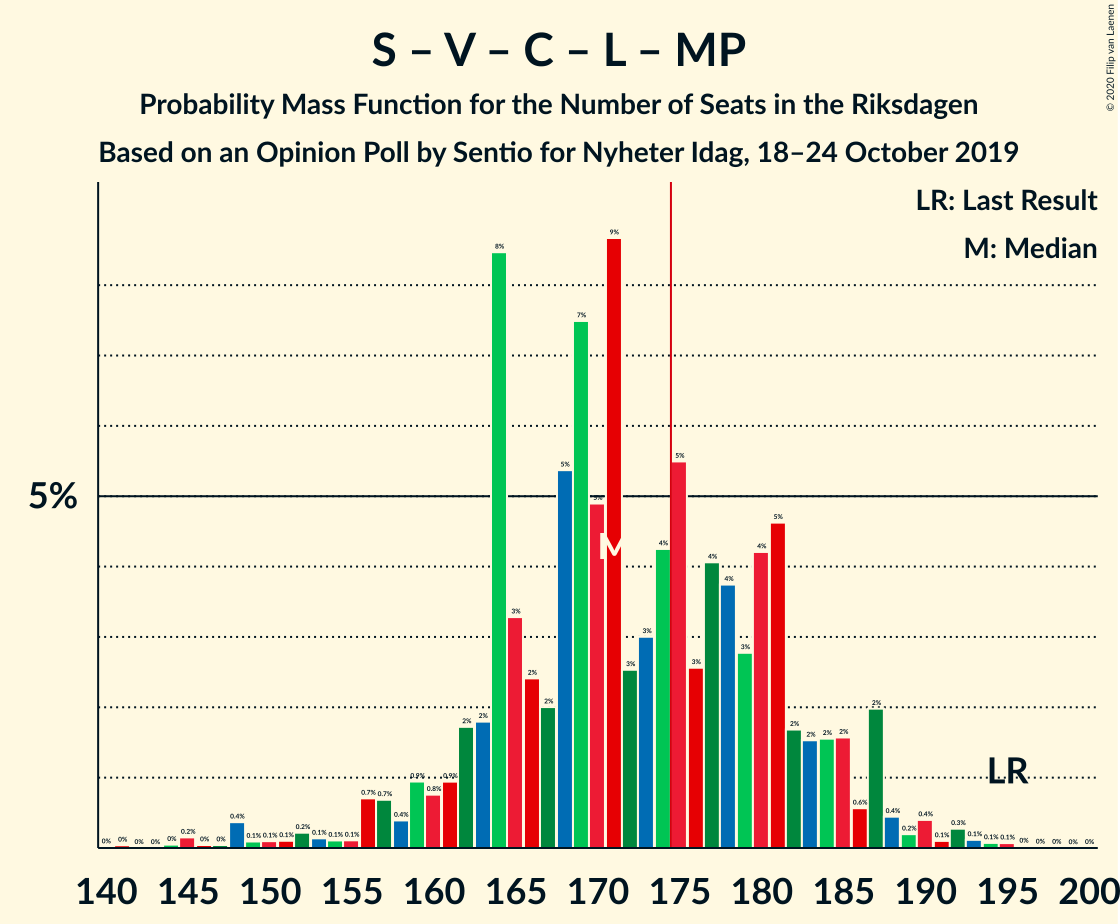 S – V – C – L – MP
Probability Mass Function for the Number of Seats in the Riksdagen
Based on an Opinion Poll by Sentio for Nyheter Idag, 18–24 October 2019
© 2020 Filip van Laenen
LR: Last Result
M: Median
5%
0% 0% 0% 0% 0% 0.2% 0% 0% 0.4% 0.1% 0.1% 0.1% 0.2% 0.1% 0.1% 0.1% 0.7% 0.7% 0.4% 0.9% 0.8% 0.9% 2% 2% 8% 3% 2% 2% 5% 7% 5% 9% 3% 3% 4% 5% 3% 4% 4% 3% 4% 5% 2% 2% 2% 2% 0.6% 2% 0.4% 0.2% 0.4% 0.1% 0.3% 0.1% 0.1% 0.1% 0% 0% 0% 0% 0%
M
LR
140 145 150 155 160 165 170 175 180 185 190 195 200